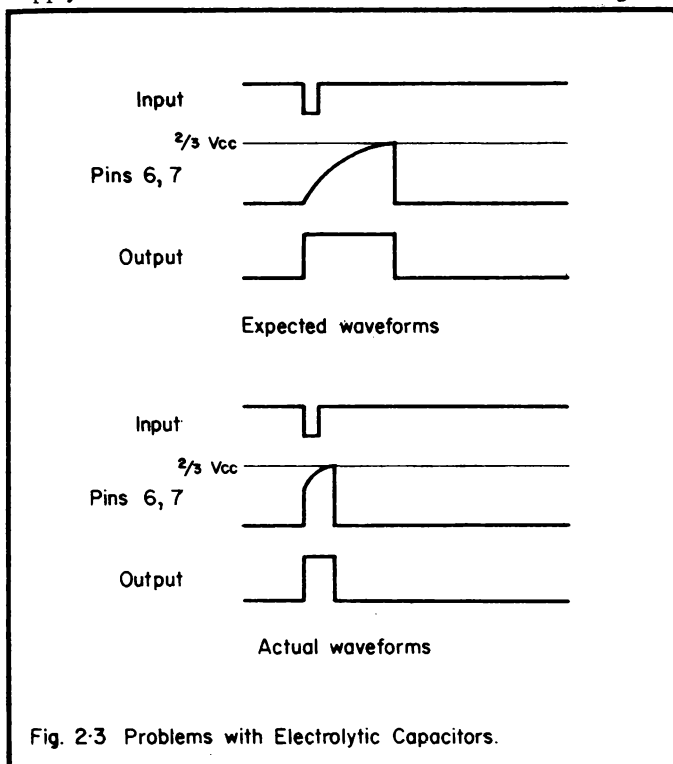 Input
2/3 Vcc
Pins 6, 7
Output
Expected waveforms
Input
2/3 Vcc
Pins 6, 7
Output
Actual waveforms
Fig. 2·3 Problems with Electrolytic Capacitors.